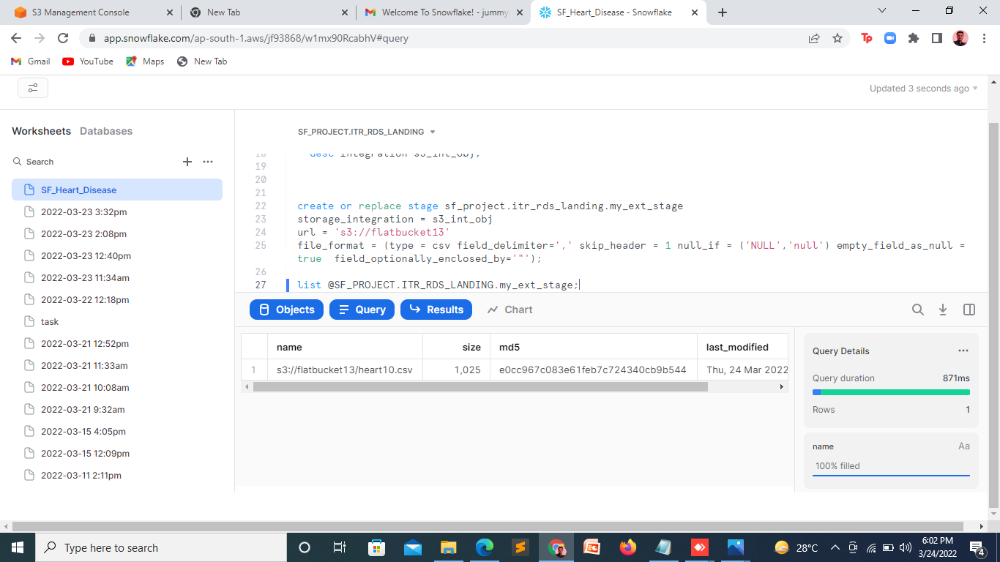 S3 Management Console
New Tab
Welcome To Snowflake! - jummy
SF_Heart_Disease - Snowflake
app.snowflake.com/ap-south-1.aws/jf93868/w1mx90RcabhV#query
Gmail
YouTube
Maps
New Tab
Updated 3 seconds ago
Worksheets Databases
Search
SF_Heart_Disease
2022-03-23 3:32pm
2022-03-23 2:08pm
2022-03-23 12:40pm
2022-03-23 11:34am
2022-03-22 12:18pm
task
2022-03-21 12:52pm
2022-03-21 11:33am
2022-03-21 10:08am
2022-03-21 9:32am
2022-03-15 4:05pm
2022-03-15 12:09pm
2022-03-11 2:11pm
SF_PROJECT.ITR_RDS_LANDING
18 desc integration s3_int_obj;
19
20
21
22 create or replace stage sf_project.itr_rds_landing.my_ext_stage
23 storage_integration = s3_int_obj
24 url = 's3://flatbucket13'
25 file_format = (type = csv field_delimiter=',' skip_header = 1 null_if = ('NULL','null') empty_field_as_null =
true field_optionally_enclosed_by='"');
26
27 list @SF_PROJECT.ITR_RDS_LANDING.my_ext_stage;
Objects Query Results Chart
name size md5 last_modified
1 s3://flatbucket13/heart10.csv 1,025 e0cc967c083e61feb7c724340cb9b544 Thu, 24 Mar 2022
Query Details
Query duration 871ms
Rows 1
name Aa
100% filled
Type here to search
28°C
6:02 PM
3/24/2022
4